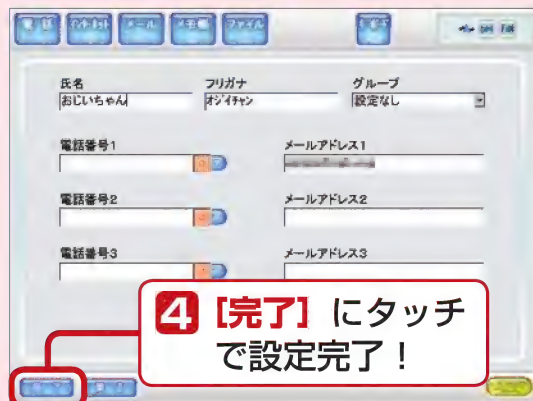 電話 インターネット メール メモ帳 ファイル
氏名 フリガナ グループ
おじいちゃん オジイチャン 設定なし
電話番号1 メールアドレス1
電話番号2 メールアドレス2
電話番号3 メールアドレス3
4 [完了] にタッチ
で設定完了！